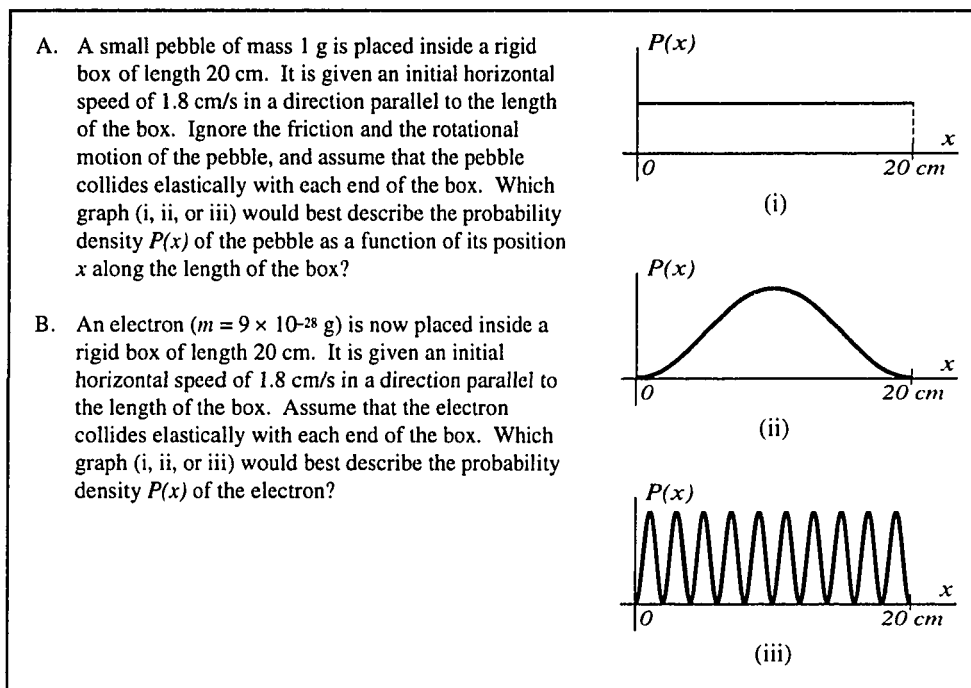 A. A small pebble of mass 1 g is placed inside a rigid
box of length 20 cm. It is given an initial horizontal
speed of 1.8 cm/s in a direction parallel to the length
of the box. Ignore the friction and the rotational
motion of the pebble, and assume that the pebble
collides elastically with each end of the box. Which
graph (i, ii, or iii) would best describe the probability
density P(x) of the pebble as a function of its position
x along the length of the box?
B. An electron (m = 9 × 10⁻²⁸ g) is now placed inside a
rigid box of length 20 cm. It is given an initial
horizontal speed of 1.8 cm/s in a direction parallel to
the length of the box. Assume that the electron
collides elastically with each end of the box. Which
graph (i, ii, or iii) would best describe the probability
density P(x) of the electron?
P(x)
x
0 20 cm
(i)
P(x)
x
0 20 cm
(ii)
P(x)
x
0 20 cm
(iii)